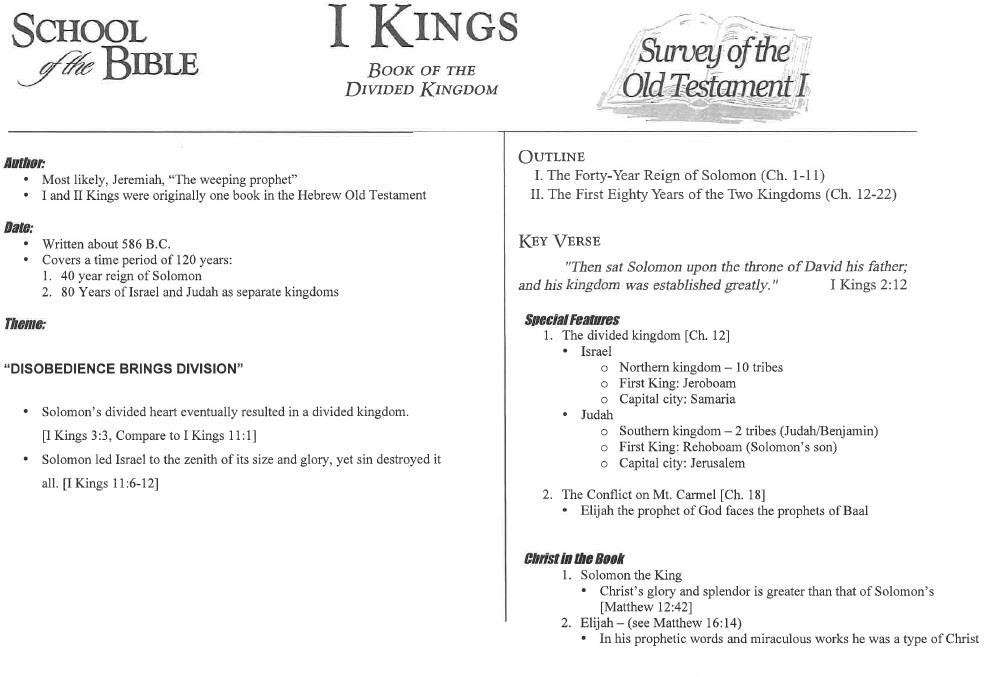 SCHOOL
of the BIBLE
I KINGS
BOOK OF THE
DIVIDED KINGDOM
Survey of the
Old Testament I
Author:
• Most likely, Jeremiah, “The weeping prophet”
• I and II Kings were originally one book in the Hebrew Old Testament
Date:
• Written about 586 B.C.
• Covers a time period of 120 years:
1. 40 year reign of Solomon
2. 80 Years of Israel and Judah as separate kingdoms
Theme:
“DISOBEDIENCE BRINGS DIVISION”
• Solomon’s divided heart eventually resulted in a divided kingdom.
[I Kings 3:3, Compare to I Kings 11:1]
• Solomon led Israel to the zenith of its size and glory, yet sin destroyed it
all. [I Kings 11:6-12]
OUTLINE
I. The Forty-Year Reign of Solomon (Ch. 1-11)
II. The First Eighty Years of the Two Kingdoms (Ch. 12-22)
KEY VERSE
"Then sat Solomon upon the throne of David his father;
and his kingdom was established greatly." I Kings 2:12
Special Features
1. The divided kingdom [Ch. 12]
• Israel
o Northern kingdom – 10 tribes
o First King: Jeroboam
o Capital city: Samaria
• Judah
o Southern kingdom – 2 tribes (Judah/Benjamin)
o First King: Rehoboam (Solomon’s son)
o Capital city: Jerusalem
2. The Conflict on Mt. Carmel [Ch. 18]
• Elijah the prophet of God faces the prophets of Baal
Christ in the Book
1. Solomon the King
• Christ’s glory and splendor is greater than that of Solomon’s
[Matthew 12:42]
2. Elijah – (see Matthew 16:14)
• In his prophetic words and miraculous works he was a type of Christ